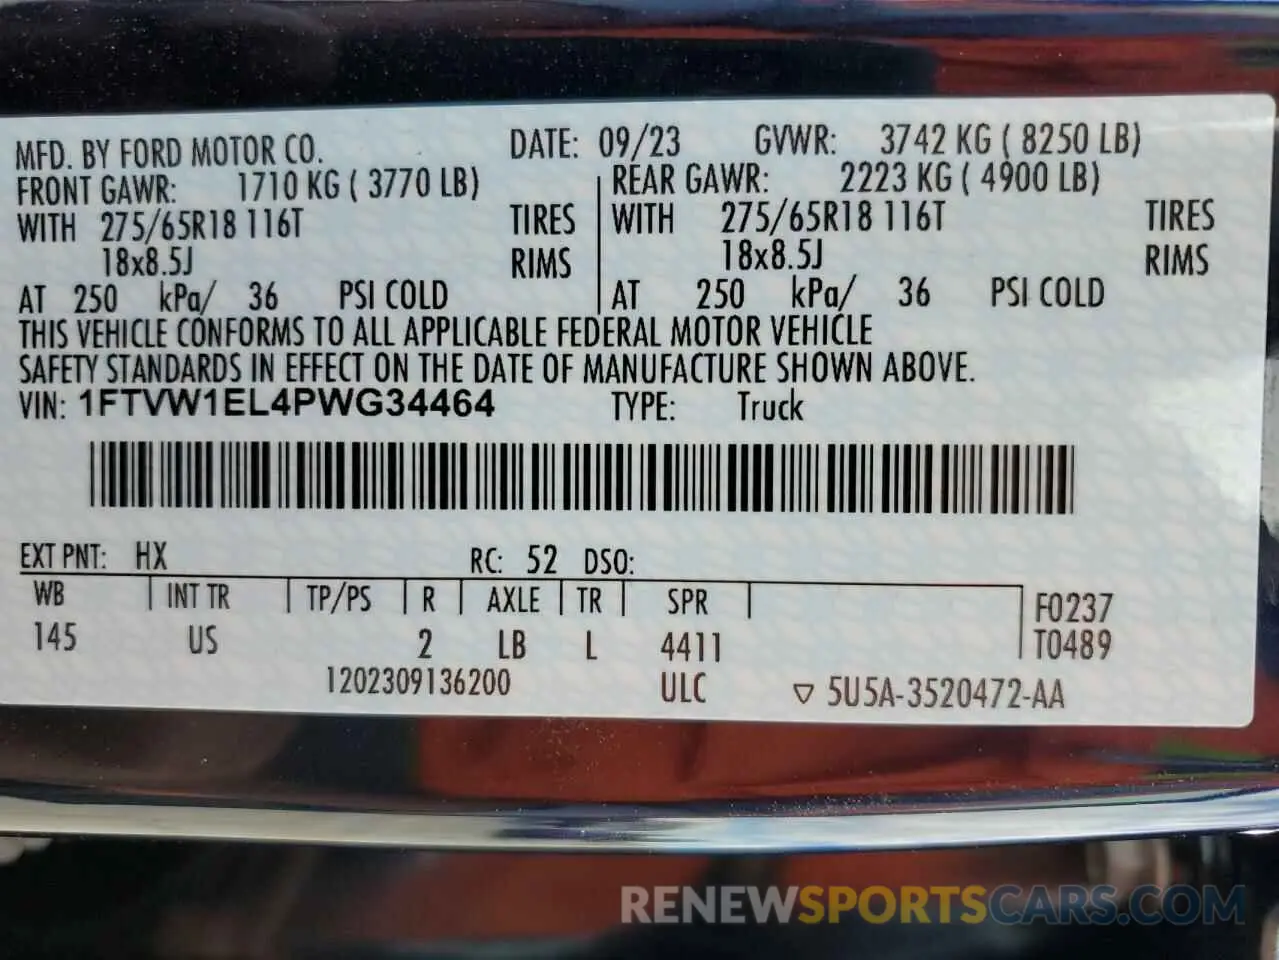 MFD. BY FORD MOTOR CO. DATE: 09/23 GVWR: 3742 KG ( 8250 LB)
FRONT GAWR: 1710 KG ( 3770 LB) REAR GAWR: 2223 KG ( 4900 LB)
WITH 275/65R18 116T TIRES WITH 275/65R18 116T TIRES
18x8.5J RIMS 18x8.5J RIMS
AT 250 kPa/ 36 PSI COLD AT 250 kPa/ 36 PSI COLD
THIS VEHICLE CONFORMS TO ALL APPLICABLE FEDERAL MOTOR VEHICLE
SAFETY STANDARDS IN EFFECT ON THE DATE OF MANUFACTURE SHOWN ABOVE.
VIN: 1FTVW1EL4PWG34464 TYPE: Truck
EXT PNT: HX RC: 52 DSO:
WB INT TR TP/PS R AXLE TR SPR F0237
145 US 2 LB L 4411 T0489
1202309136200 ULC ▽ 5U5A-3520472-AA
RENEWSPORTSCARS.COM